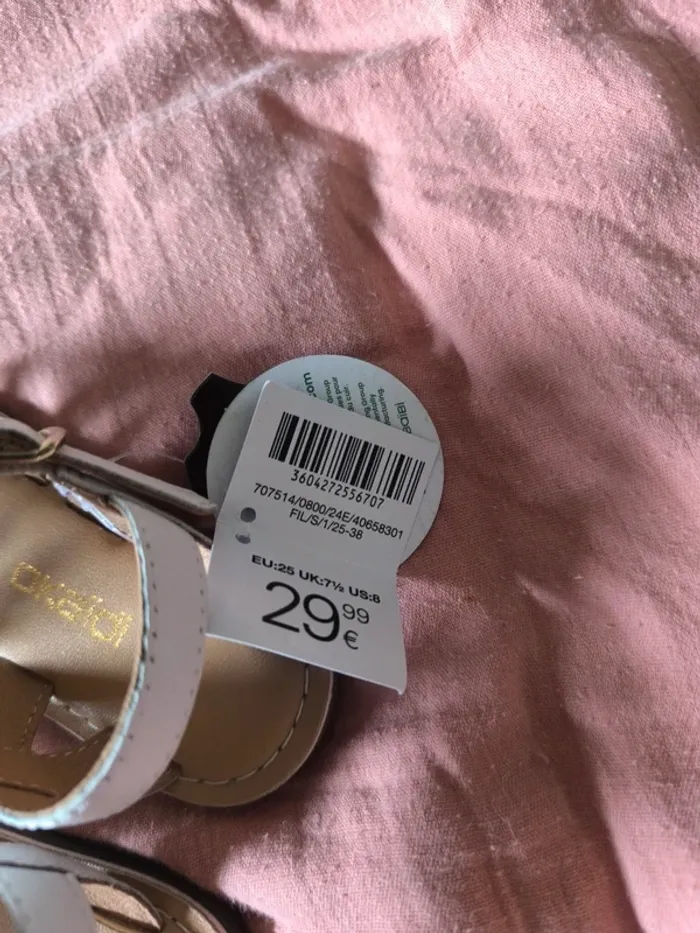 3604272556707
707514/0800/24E/40658301
FIL/S/1/25-38
EU:25 UK:7½ US:8
29 99 €
okaïdi